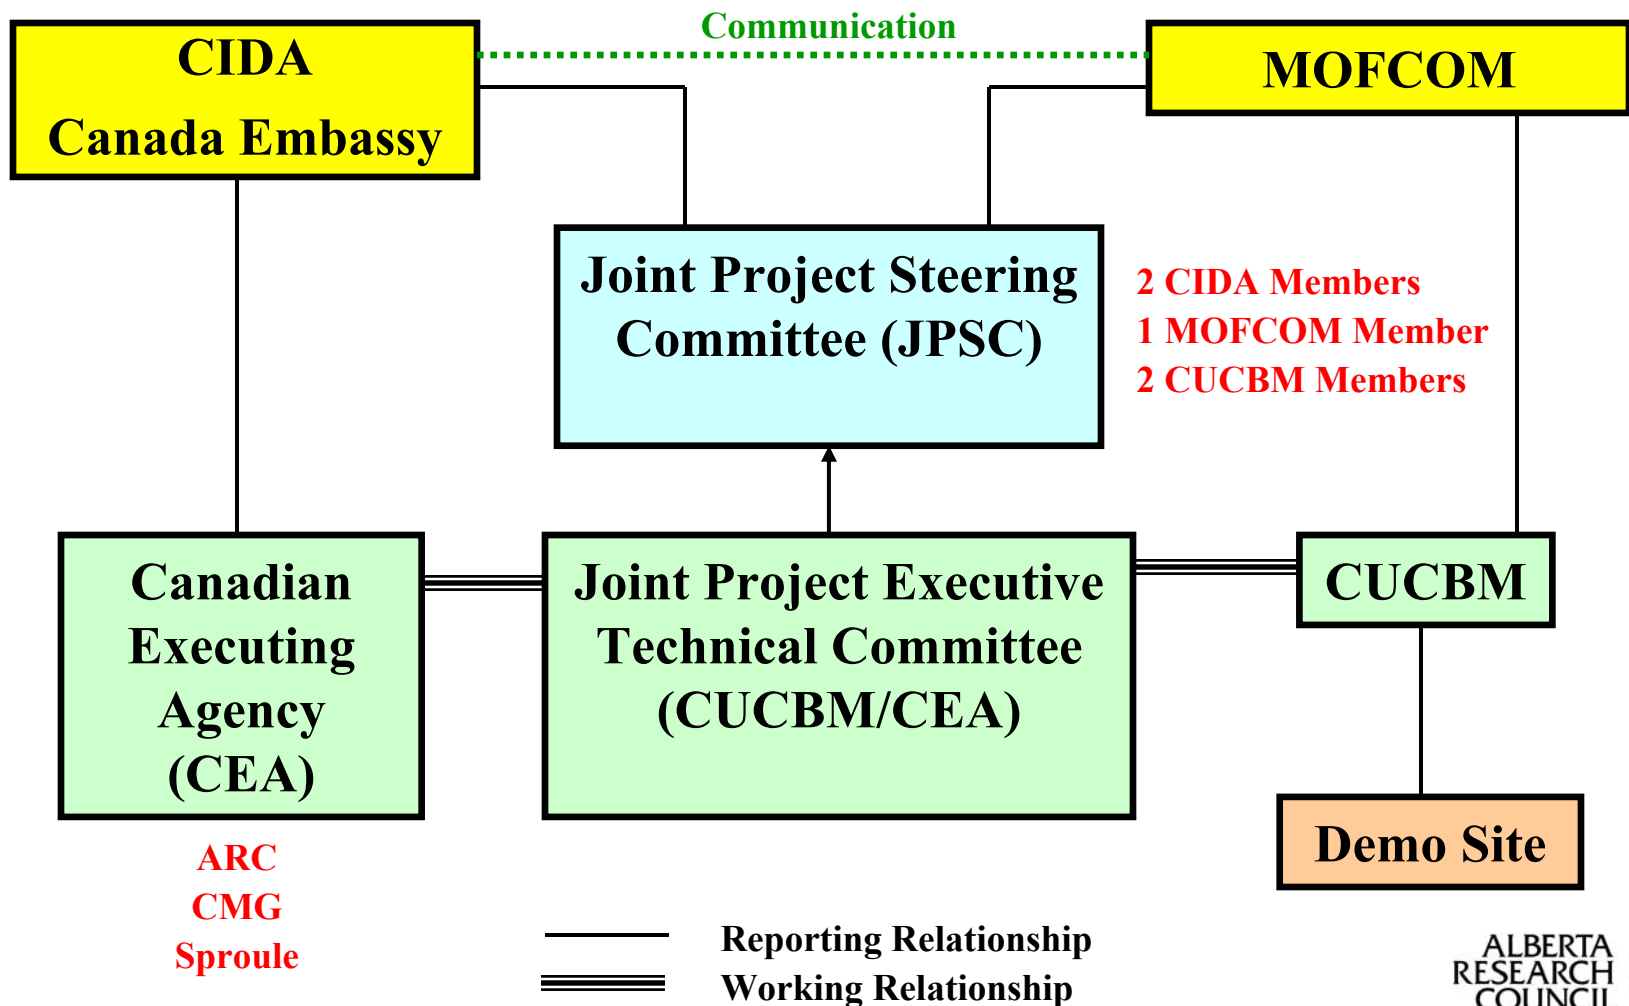 Communication
CIDA
Canada Embassy
MOFCOM
Joint Project Steering
Committee (JPSC)
2 CIDA Members
1 MOFCOM Member
2 CUCBM Members
Canadian
Executing
Agency
(CEA)
Joint Project Executive
Technical Committee
(CUCBM/CEA)
CUCBM
Demo Site
ARC
CMG
Sproule
Reporting Relationship
Working Relationship
ALBERTA
RESEARCH
COUNCIL